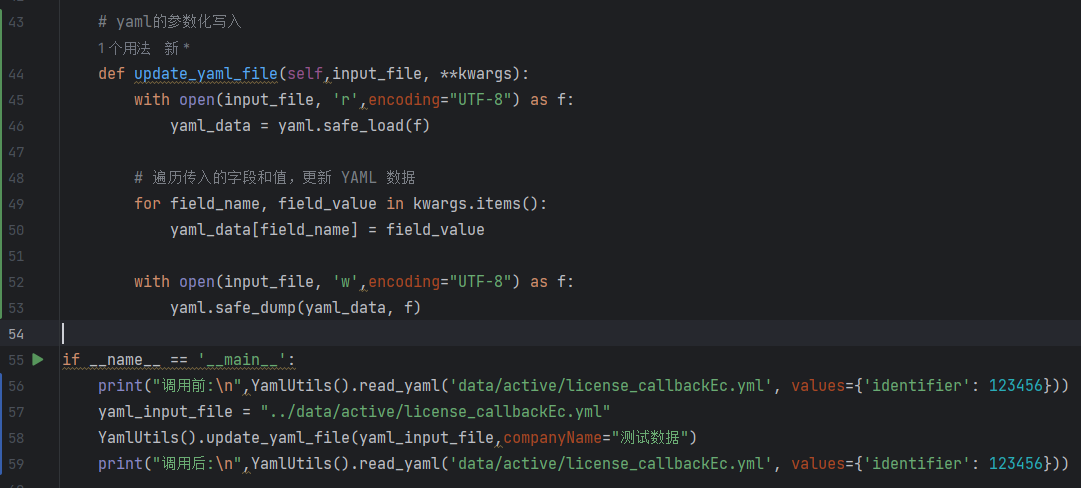 43 # yaml的参数化写入
1个用法 新 *
44 def update_yaml_file(self,input_file, **kwargs):
45 with open(input_file, 'r',encoding="UTF-8") as f:
46 yaml_data = yaml.safe_load(f)
47
48 # 遍历传入的字段和值，更新 YAML 数据
49 for field_name, field_value in kwargs.items():
50 yaml_data[field_name] = field_value
51
52 with open(input_file, 'w',encoding="UTF-8") as f:
53 yaml.safe_dump(yaml_data, f)
54
55 if __name__ == '__main__':
56 print("调用前:\n",YamlUtils().read_yaml('data/active/license_callbackEc.yml', values={'identifier': 123456}))
57 yaml_input_file = "../data/active/license_callbackEc.yml"
58 YamlUtils().update_yaml_file(yaml_input_file,companyName="测试数据")
59 print("调用后:\n",YamlUtils().read_yaml('data/active/license_callbackEc.yml', values={'identifier': 123456}))